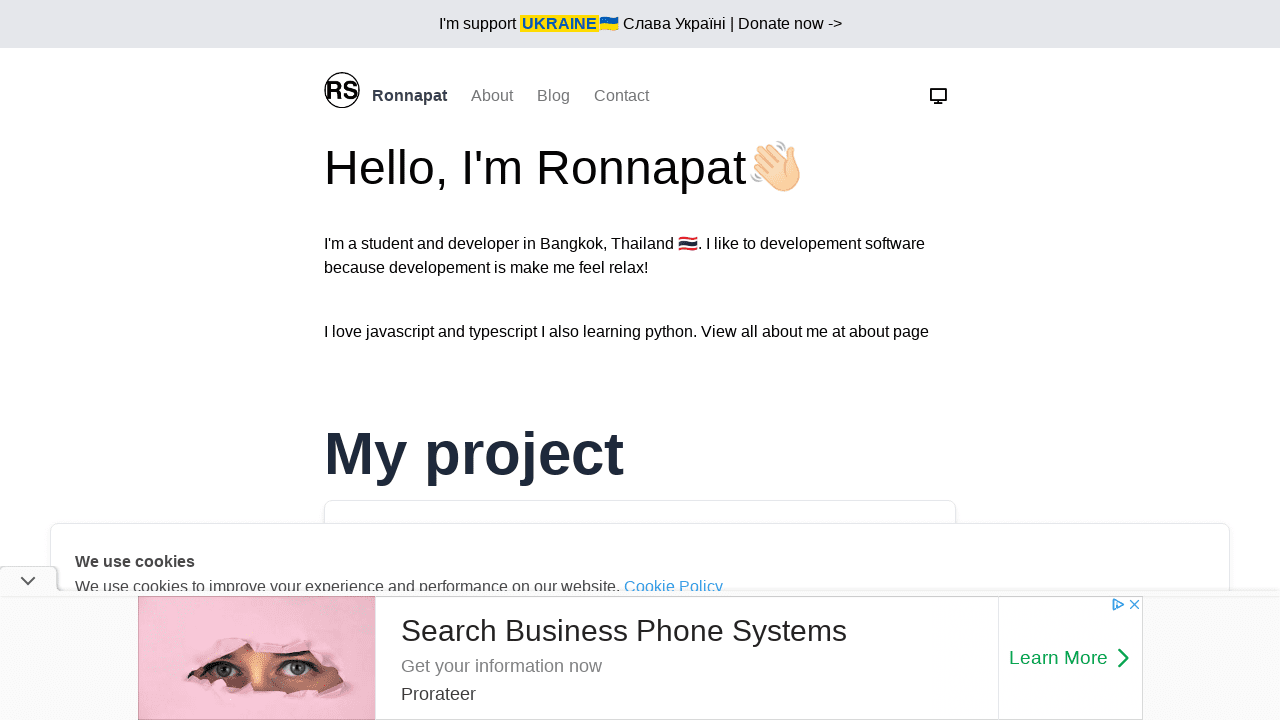 I'm support UKRAINE🇺🇦 Слава Україні | Donate now ->
RS Ronnapat About Blog Contact
Hello, I'm Ronnapat👋🏻
I'm a student and developer in Bangkok, Thailand 🇹🇭. I like to developement software
because developement is make me feel relax!
I love javascript and typescript I also learning python. View all about me at about page
My project
We use cookies
We use cookies to improve your experience and performance on our website. Cookie Policy
Search Business Phone Systems
Get your information now
Prorateer
Learn More